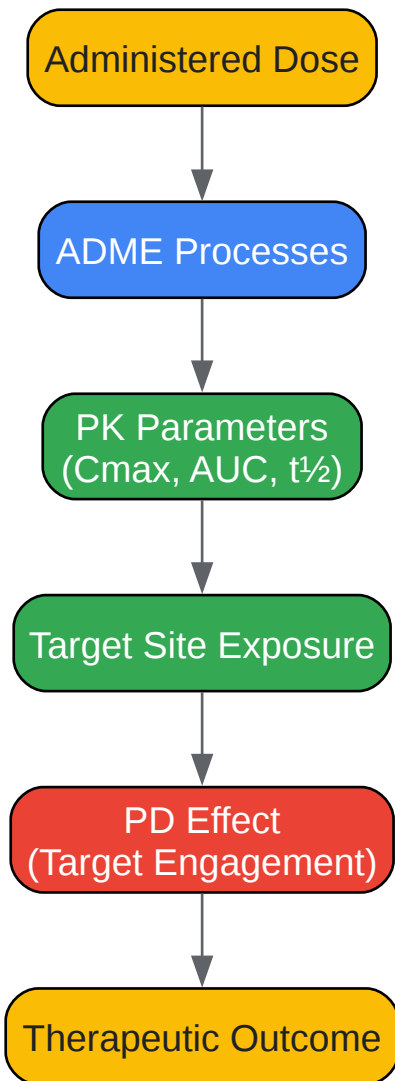 Administered Dose
ADME Processes
PK Parameters
(Cmax, AUC, t½)
Target Site Exposure
PD Effect
(Target Engagement)
Therapeutic Outcome